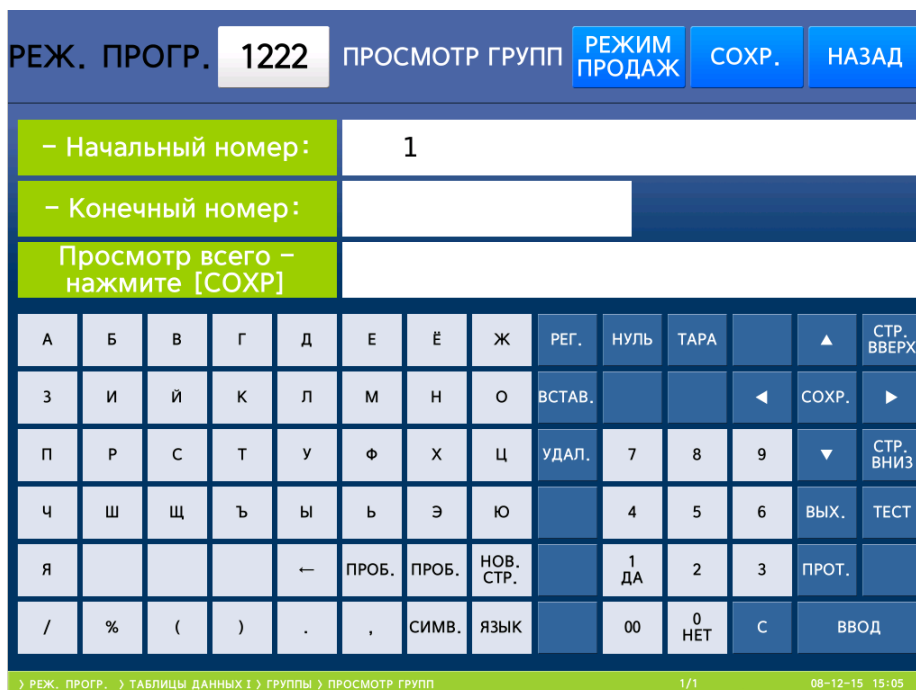 РЕЖ. ПРОГР. 1222 ПРОСМОТР ГРУПП РЕЖИМ ПРОДАЖ СОХР. НАЗАД
- Начальный номер: 1
- Конечный номер:
Просмотр всего -
нажмите [СОХР]
А Б В Г Д Е Ё Ж РЕГ. НУЛЬ ТАРА ▲ СТР. ВВЕРХ
З И Й К Л М Н О ВСТАВ. ◀ СОХР. ▶
П Р С Т У Ф Х Ц УДАЛ. 7 8 9 ▼ СТР. ВНИЗ
Ч Ш Щ Ъ Ы Ь Э Ю 4 5 6 ВЫХ. ТЕСТ
Я ← ПРОБ. ПРОБ. НОВ. СТР. 1 ДА 2 3 ПРОТ.
/ % ( ) . , СИМВ. ЯЗЫК 00 0 НЕТ С ВВОД
> РЕЖ. ПРОГР. > ТАБЛИЦЫ ДАННЫХ I > ГРУППЫ > ПРОСМОТР ГРУПП 1/1 08-12-15 15:05